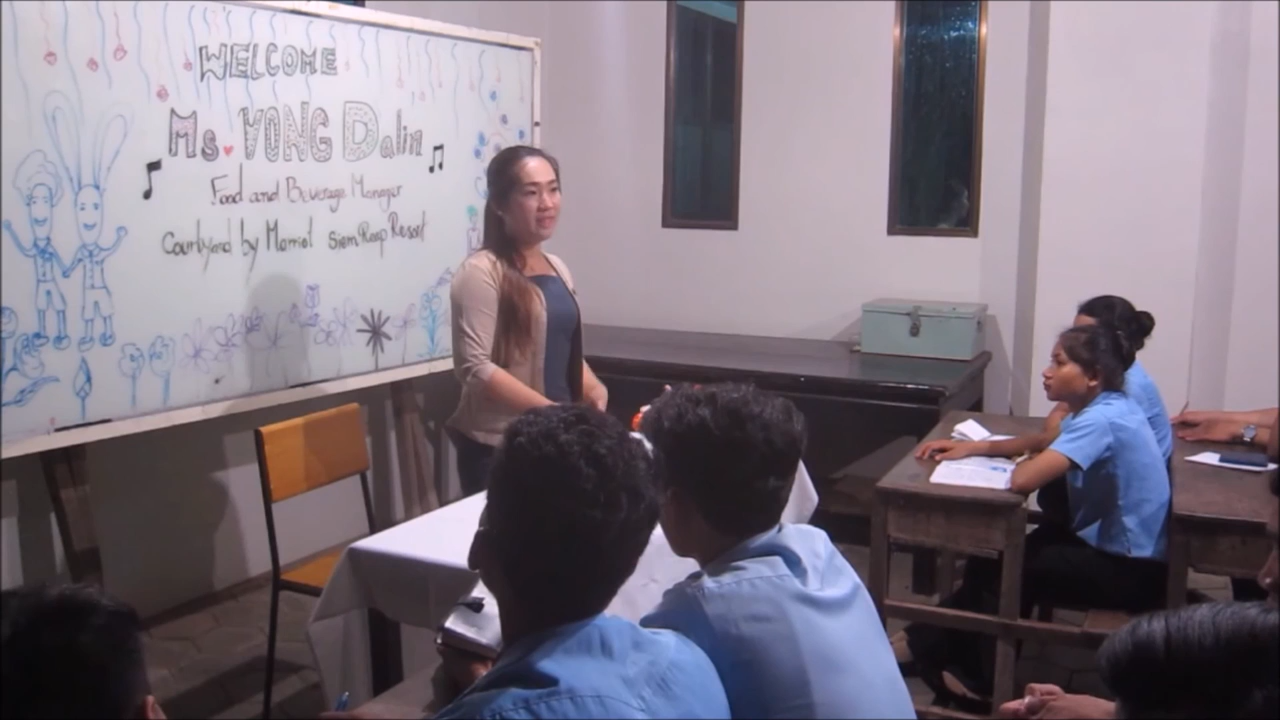 WELCOME
Ms. VONG Dalin
Food and Beverage Manager
Courtyard by Marriot Siem Reap Resort